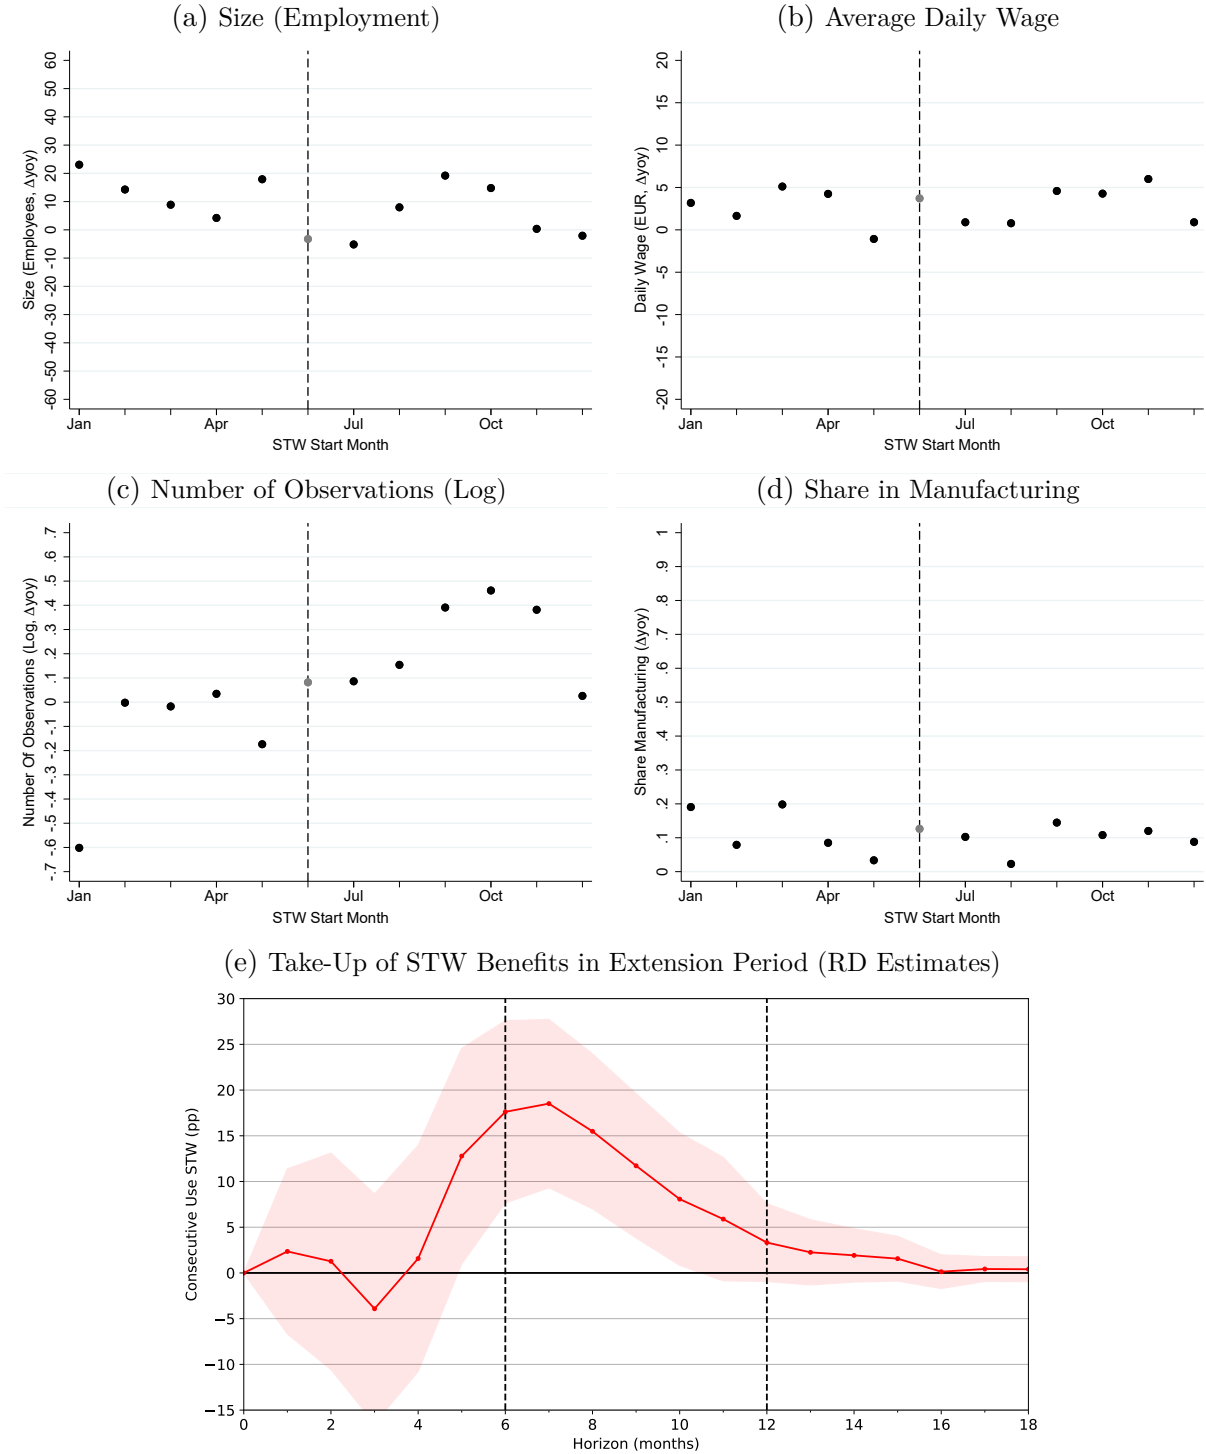 (a) Size (Employment)
Size (Employees, Δyoy)
60
50
40
30
20
10
0
-10
-20
-30
-40
-50
-60
Jan
Apr
Jul
Oct
STW Start Month
(b) Average Daily Wage
Daily Wage (EUR, Δyoy)
20
15
10
5
0
-5
-10
-15
-20
Jan
Apr
Jul
Oct
STW Start Month
(c) Number of Observations (Log)
Number Of Observations (Log, Δyoy)
.7
.6
.5
.4
.3
.2
.1
0
-.1
-.2
-.3
-.4
-.5
-.6
-.7
Jan
Apr
Jul
Oct
STW Start Month
(d) Share in Manufacturing
Share Manufacturing (Δyoy)
1
.9
.8
.7
.6
.5
.4
.3
.2
.1
0
Jan
Apr
Jul
Oct
STW Start Month
(e) Take-Up of STW Benefits in Extension Period (RD Estimates)
Consecutive Use STW (pp)
30
25
20
15
10
5
0
−5
−10
−15
0
2
4
6
8
10
12
14
16
18
Horizon (months)